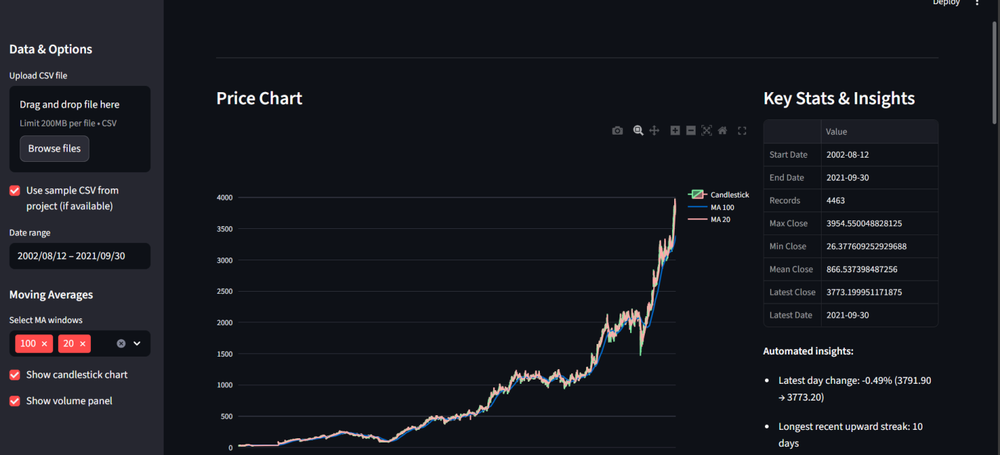 Deploy
Data & Options
Upload CSV file
Drag and drop file here
Limit 200MB per file • CSV
Browse files
Use sample CSV from
project (if available)
Date range
2002/08/12 – 2021/09/30
Moving Averages
Select MA windows
100 ×
20 ×
Show candlestick chart
Show volume panel
Price Chart
4000
3500
3000
2500
2000
1500
1000
500
0
Candlestick
MA 100
MA 20
Key Stats & Insights
Value
Start Date 2002-08-12
End Date 2021-09-30
Records 4463
Max Close 3954.550048828125
Min Close 26.377609252929688
Mean Close 866.537398487256
Latest Close 3773.199951171875
Latest Date 2021-09-30
Automated insights:
• Latest day change: -0.49% (3791.90
→ 3773.20)
• Longest recent upward streak: 10
days